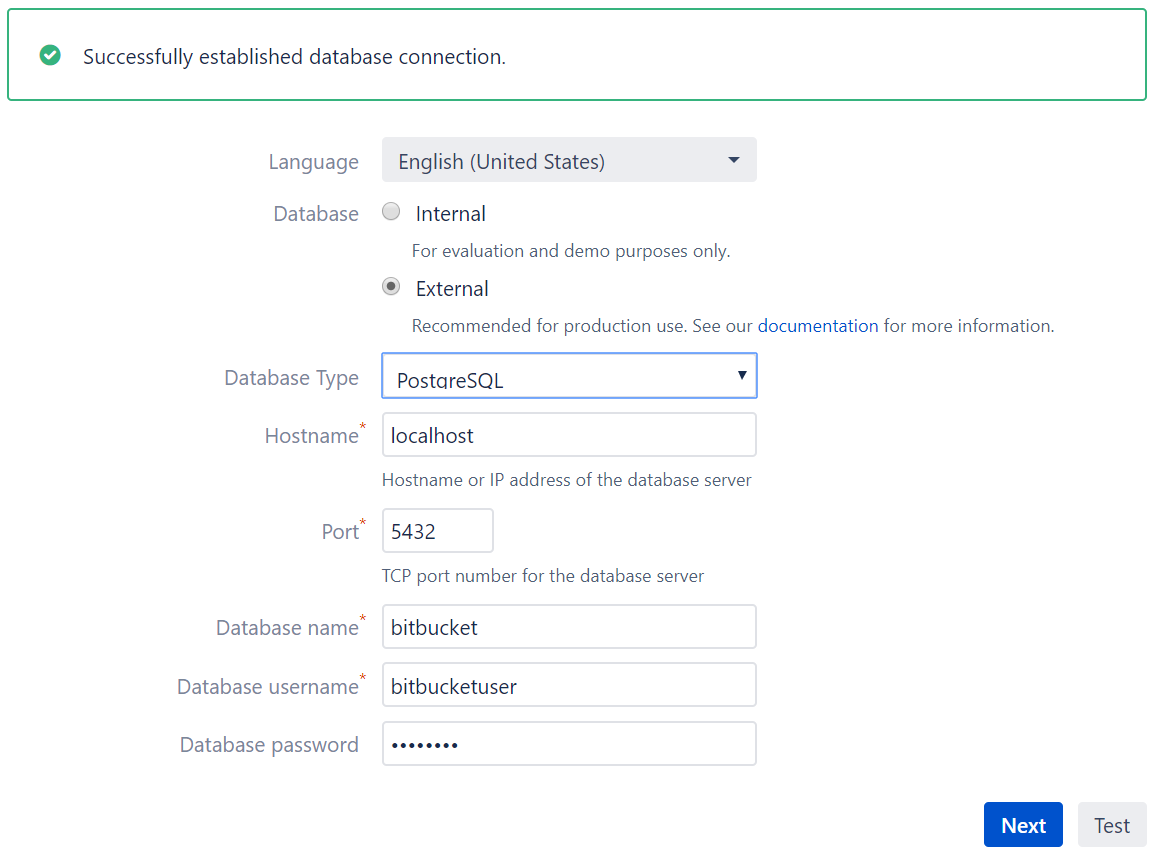 Successfully established database connection.
Language English (United States)
Database Internal
For evaluation and demo purposes only.
External
Recommended for production use. See our documentation for more information.
Database Type PostgreSQL
Hostname* localhost
Hostname or IP address of the database server
Port* 5432
TCP port number for the database server
Database name* bitbucket
Database username* bitbucketuser
Database password ••••••••
Next Test